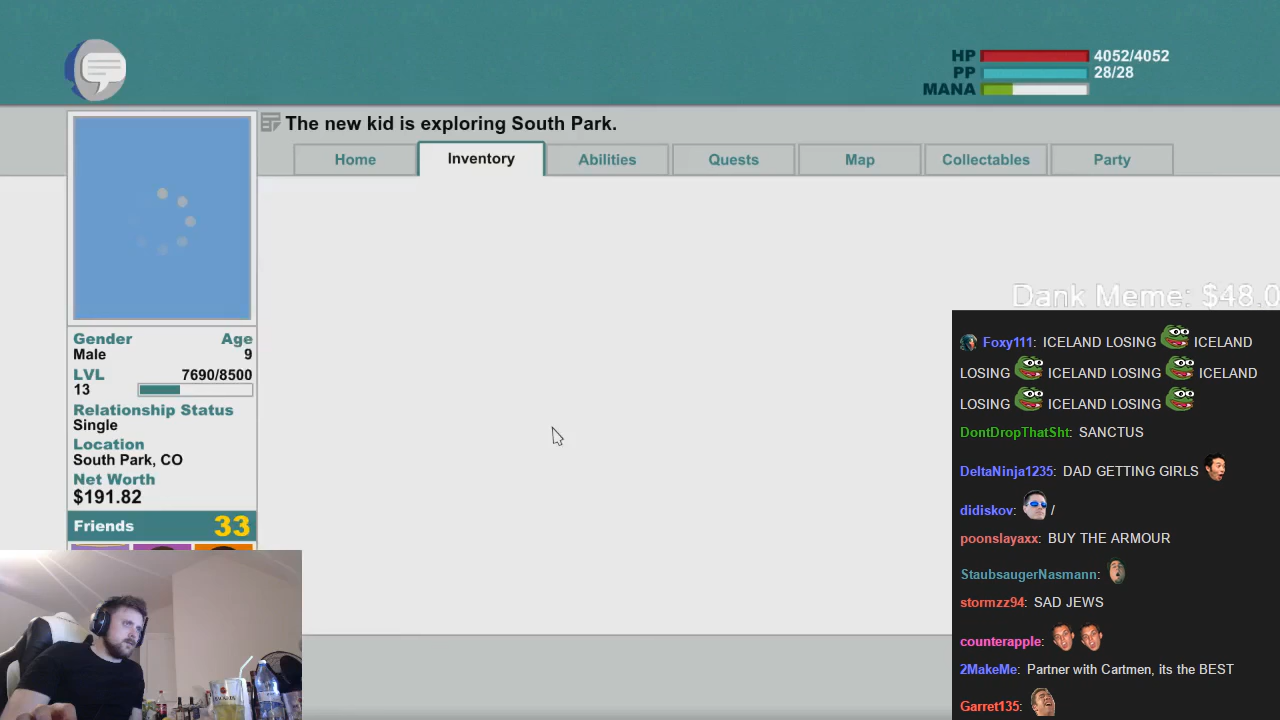 HP 4052/4052
PP 28/28
MANA
The new kid is exploring South Park.
Home Inventory Abilities Quests Map Collectables Party
Gender Age
Male 9
LVL 7690/8500
13
Relationship Status
Single
Location
South Park, CO
Net Worth
$191.82
Friends 33
Dank Meme: $48.0
Foxy111: ICELAND LOSING ICELAND
LOSING ICELAND LOSING ICELAND
LOSING ICELAND LOSING
DontDropThatSht: SANCTUS
DeltaNinja1235: DAD GETTING GIRLS
didiskov: /
poonslayaxx: BUY THE ARMOUR
StaubsaugerNasmann:
stormzz94: SAD JEWS
counterapple:
2MakeMe: Partner with Cartmen, its the BEST
Garret135: